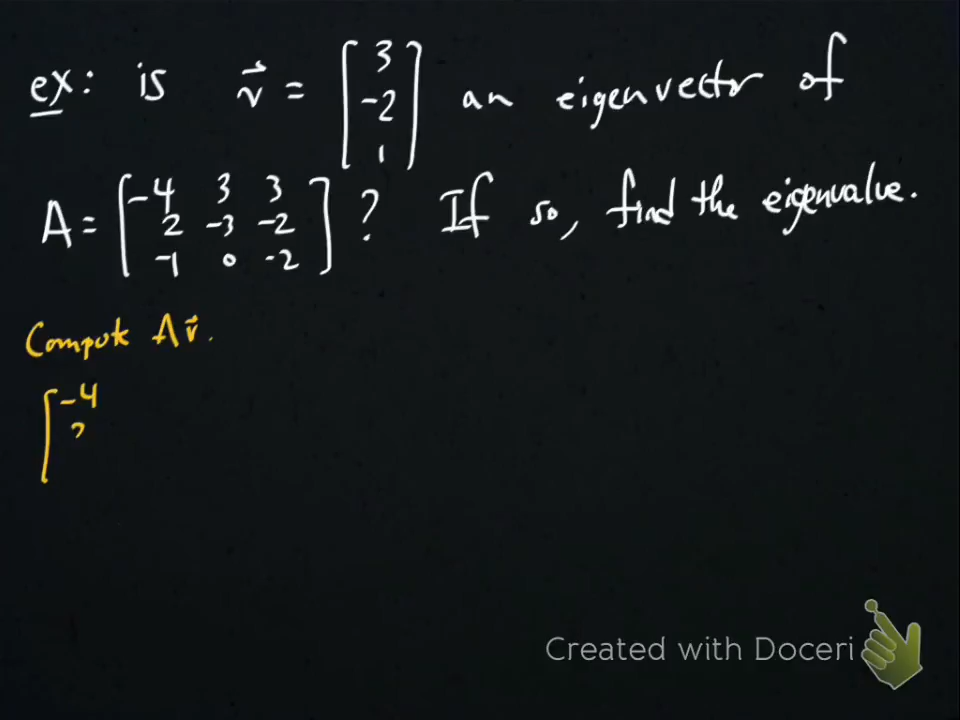 ex: is v⃗ = [3 -2 1] an eigenvector of
A = [-4 3 3
2 -3 -2
-1 0 -2] ? If so, find the eigenvalue.
Compute Av⃗.
[-4
2
Created with Doceri